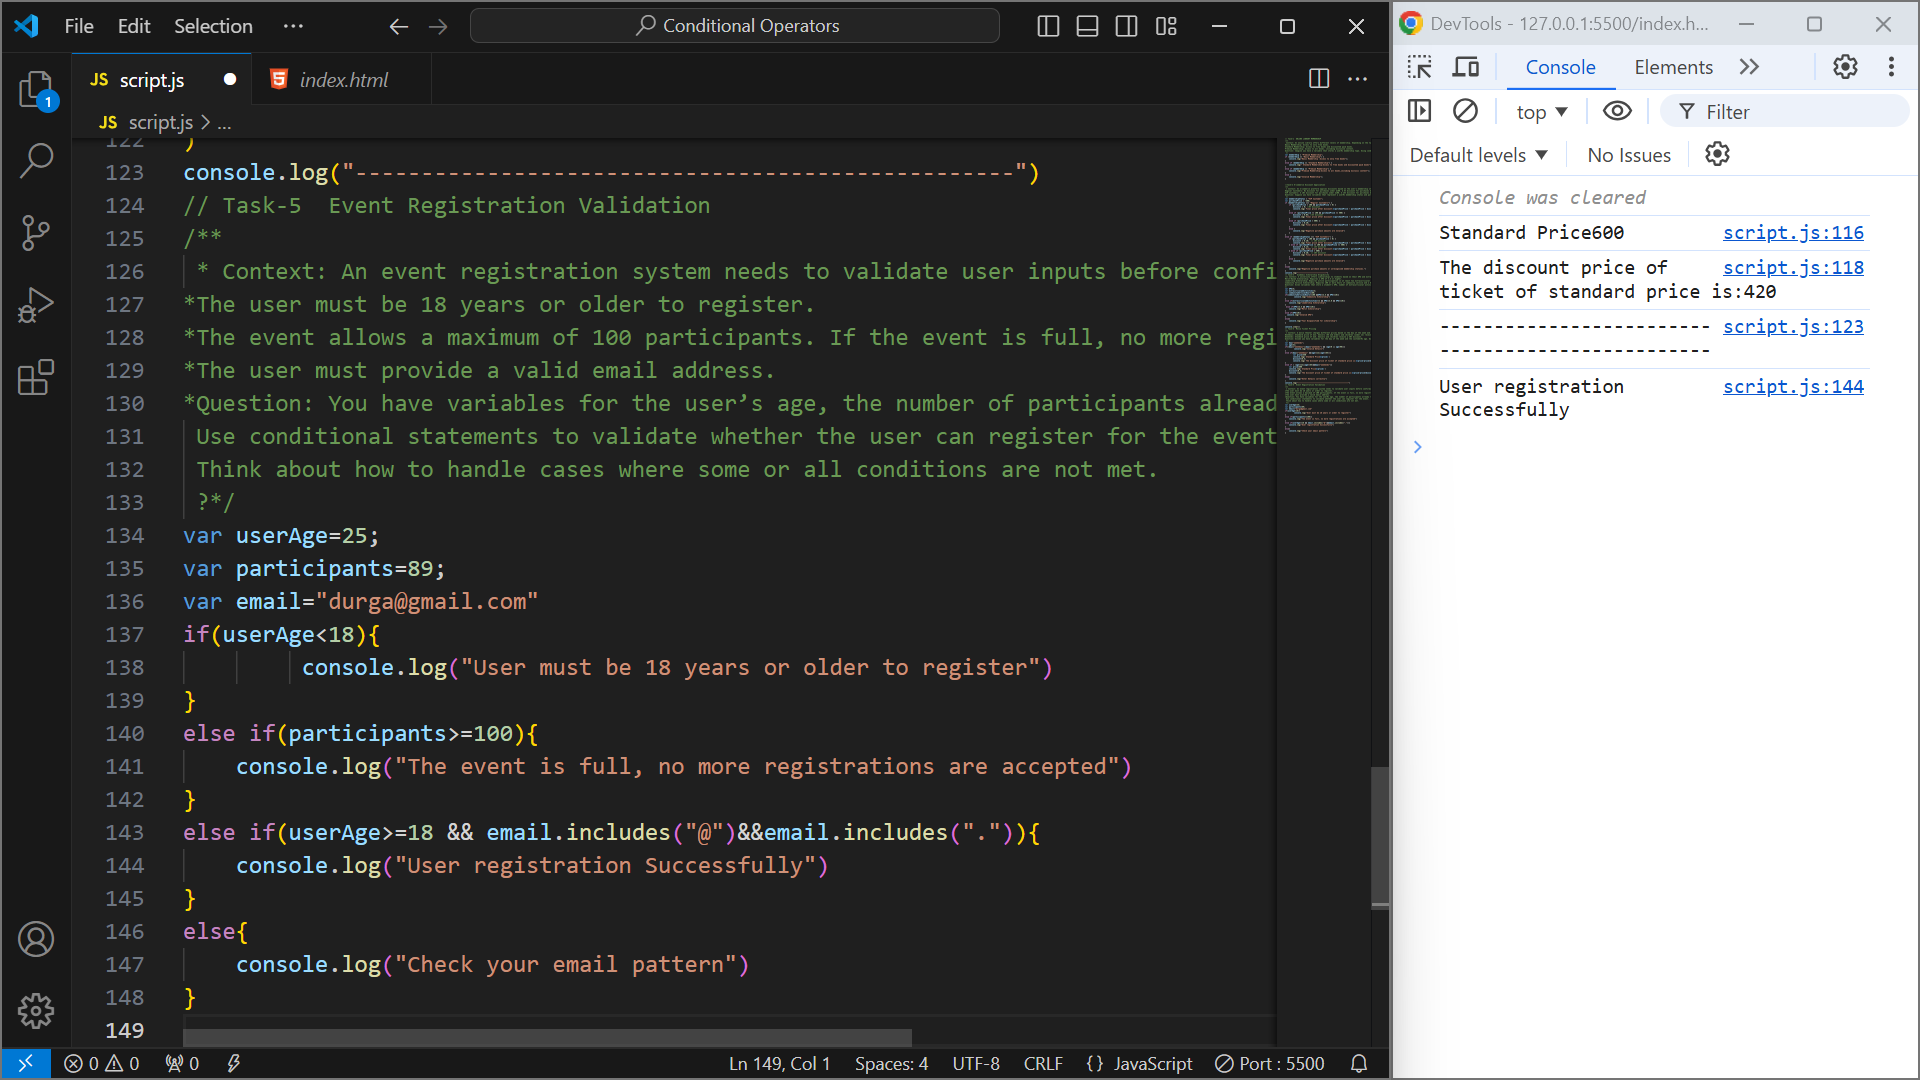 File Edit Selection ···
Conditional Operators
JS script.js
index.html
JS script.js > ...
122 }
123 console.log("--------------------------------------------------")
124 // Task-5  Event Registration Validation
125 /**
126 * Context: An event registration system needs to validate user inputs before confi
127 *The user must be 18 years or older to register.
128 *The event allows a maximum of 100 participants. If the event is full, no more regi
129 *The user must provide a valid email address.
130 *Question: You have variables for the user’s age, the number of participants alread
131 Use conditional statements to validate whether the user can register for the event
132 Think about how to handle cases where some or all conditions are not met.
133 ?*/
134 var userAge=25;
135 var participants=89;
136 var email="durga@gmail.com"
137 if(userAge<18){
138 console.log("User must be 18 years or older to register")
139 }
140 else if(participants>=100){
141 console.log("The event is full, no more registrations are accepted")
142 }
143 else if(userAge>=18 && email.includes("@")&&email.includes(".")){
144 console.log("User registration Successfully")
145 }
146 else{
147 console.log("Check your email pattern")
148 }
149
1
0 0 0
Ln 149, Col 1 Spaces: 4 UTF-8 CRLF {} JavaScript Port : 5500
DevTools - 127.0.0.1:5500/index.h...
Console Elements
top Filter
Default levels No Issues
Console was cleared
Standard Price600 script.js:116
The discount price of script.js:118
ticket of standard price is:420
------------------------- script.js:123
-------------------------
User registration script.js:144
Successfully